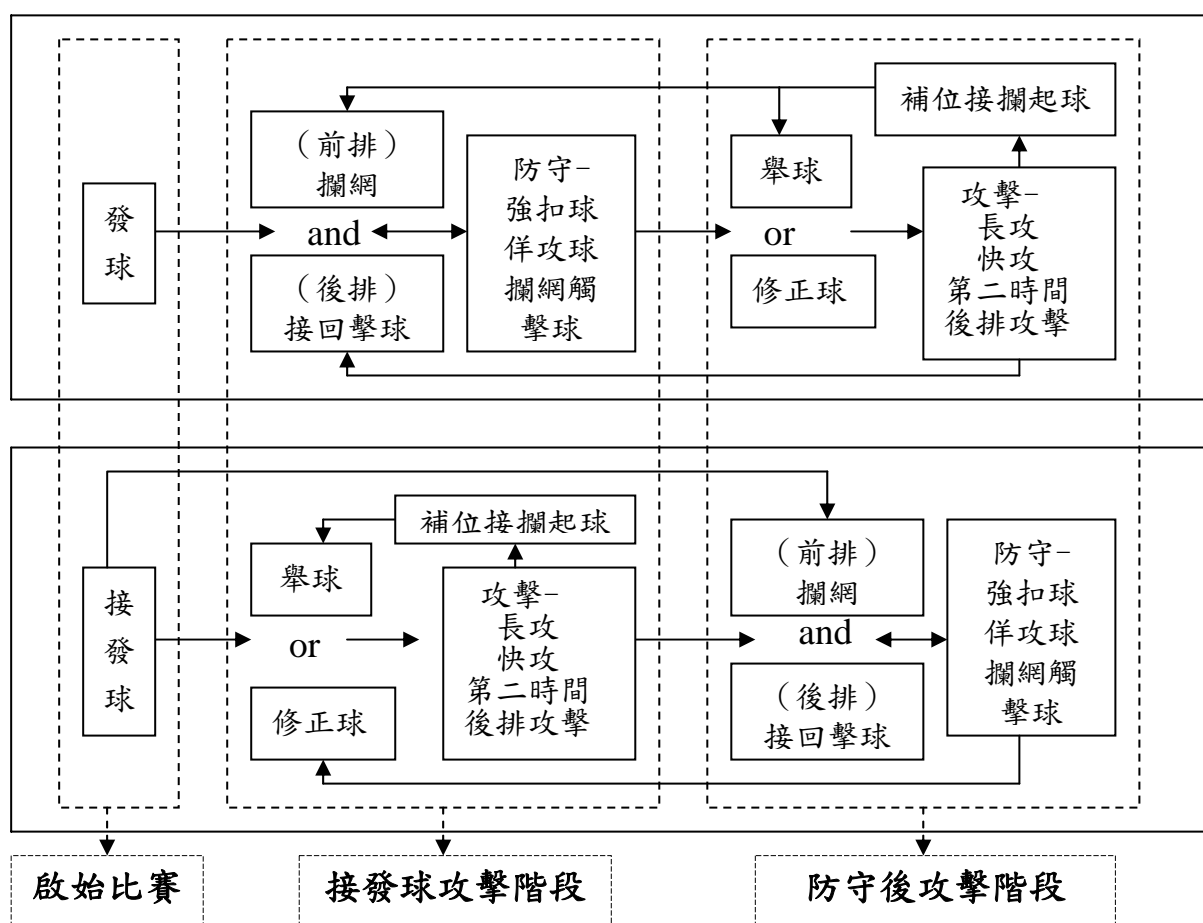 補位接攔起球
（前排）
攔網
防守-
強扣球
佯攻球
攔網觸
擊球
舉球
攻擊-
長攻
快攻
第二時間
後排攻擊
發
球
and
or
（後排）
接回擊球
修正球
補位接攔起球
舉球
攻擊-
長攻
快攻
第二時間
後排攻擊
（前排）
攔網
防守-
強扣球
佯攻球
攔網觸
擊球
接
發
球
or
and
修正球
（後排）
接回擊球
啟始比賽
接發球攻擊階段
防守後攻擊階段